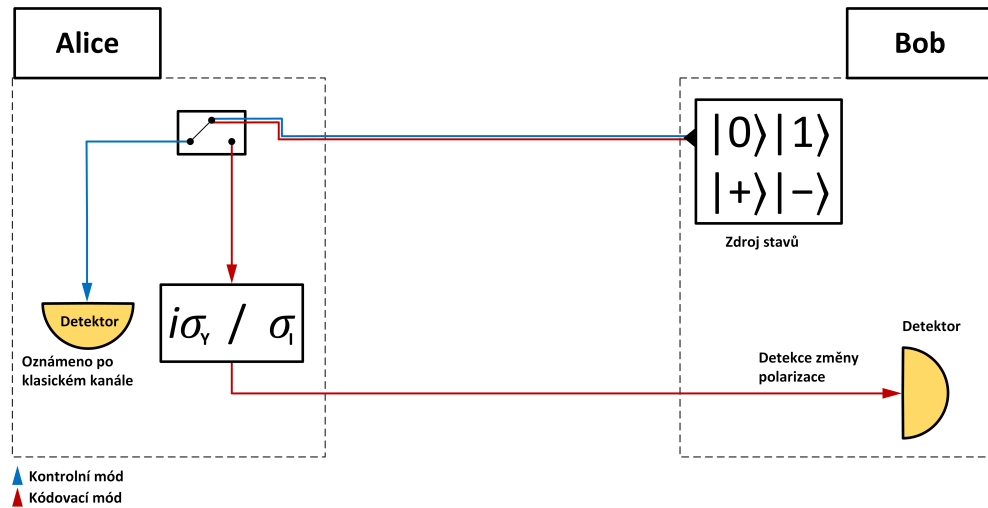 Alice
Bob
|0⟩|1⟩
|+⟩|−⟩
Zdroj stavů
Detektor
Oznámeno po
klasickém kanále
iσY / σI
Detekce změny
polarizace
Detektor
Kontrolní mód
Kódovací mód